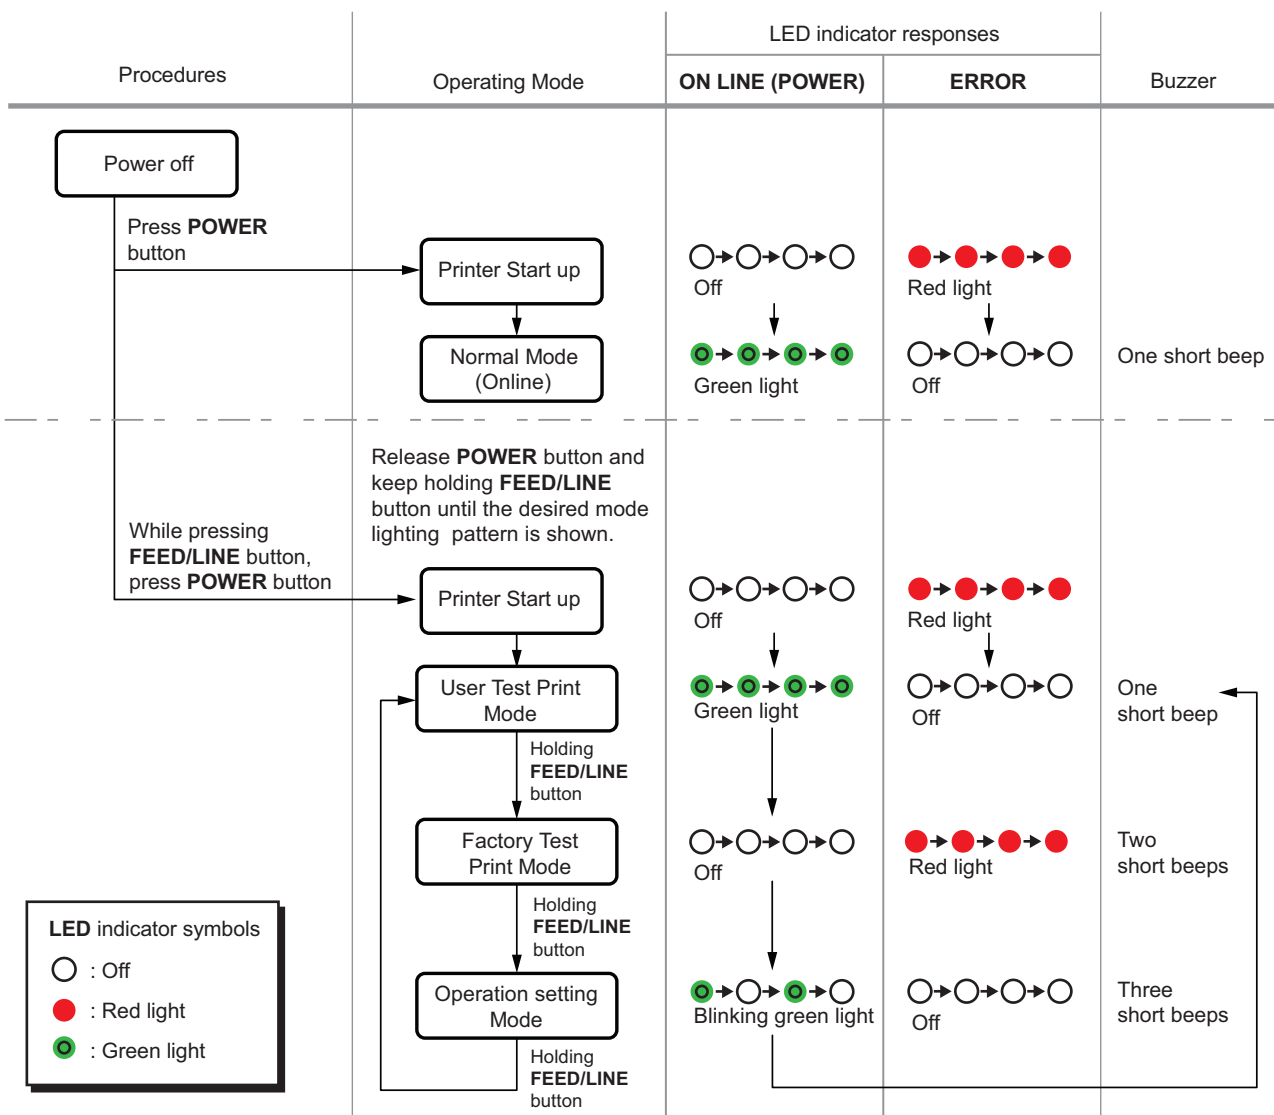 LED indicator responses
Procedures
Operating Mode
ON LINE (POWER)
ERROR
Buzzer
Power off
Press POWER
button
Printer Start up
Off
Red light
Normal Mode
(Online)
Green light
Off
One short beep
Release POWER button and
keep holding FEED/LINE
button until the desired mode
lighting pattern is shown.
While pressing
FEED/LINE button,
press POWER button
Printer Start up
Off
Red light
User Test Print
Mode
Green light
Off
One
short beep
Holding
FEED/LINE
button
Factory Test
Print Mode
Off
Red light
Two
short beeps
Holding
FEED/LINE
button
Operation setting
Mode
Blinking green light
Off
Three
short beeps
Holding
FEED/LINE
button
LED indicator symbols
: Off
: Red light
: Green light